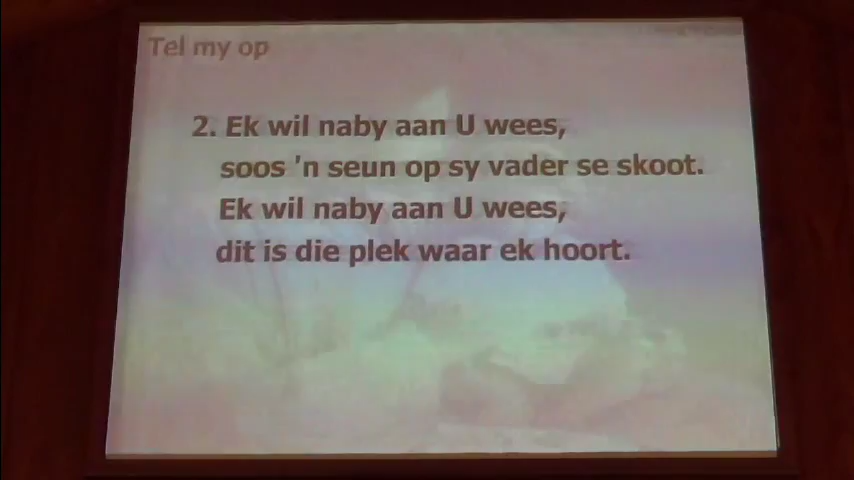 Tel my op
2. Ek wil naby aan U wees,
soos 'n seun op sy vader se skoot.
Ek wil naby aan U wees,
dit is die plek waar ek hoort.